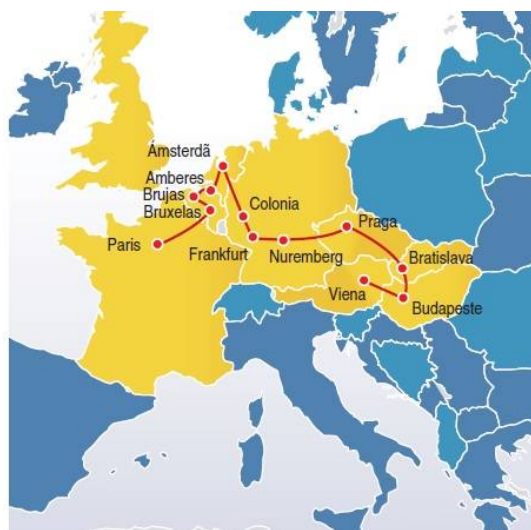 Ámsterdã
Amberes
Brujas
Bruxelas
Colonia
Praga
Paris
Frankfurt
Nuremberg
Bratislava
Viena
Budapeste